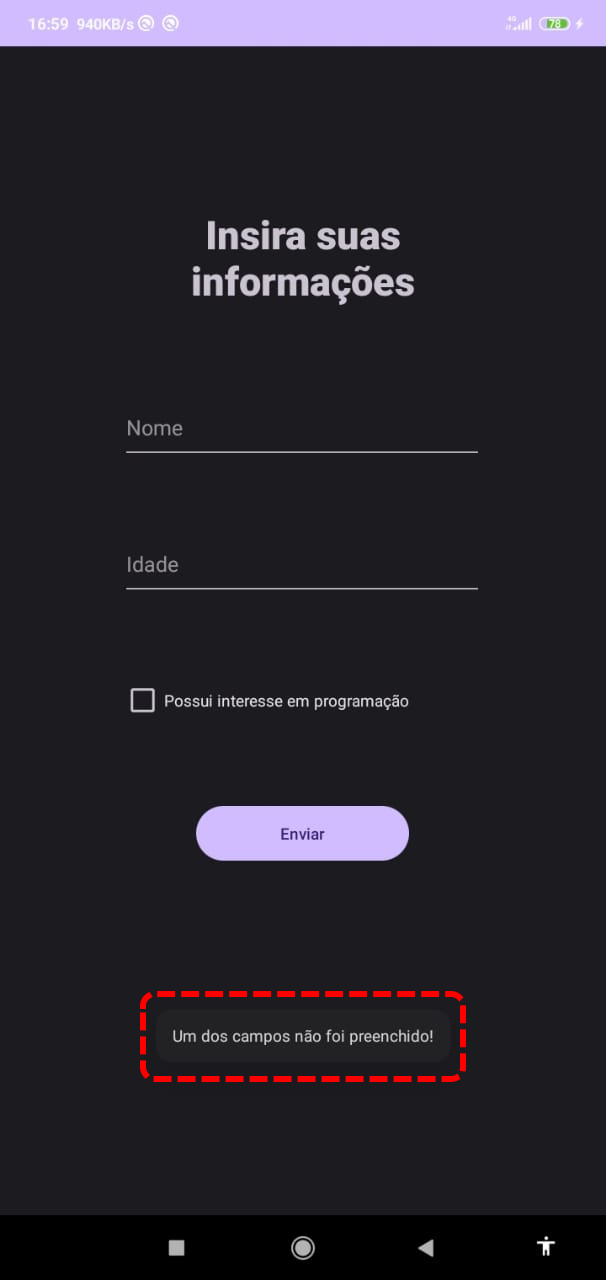 16:59 940KB/s 4G 78
Insira suas
informações
Nome
Idade
Possui interesse em programação
Enviar
Um dos campos não foi preenchido!